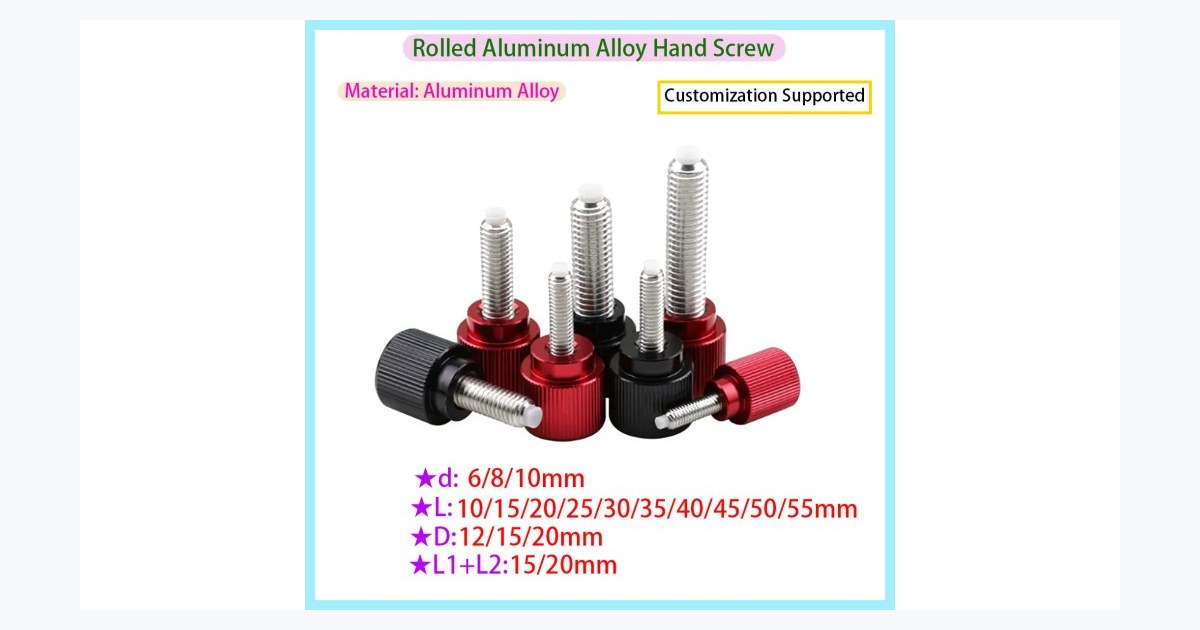 Rolled Aluminum Alloy Hand Screw
Material: Aluminum Alloy
Customization Supported
★d: 6/8/10mm
★L:10/15/20/25/30/35/40/45/50/55mm
★D:12/15/20mm
★L1+L2:15/20mm